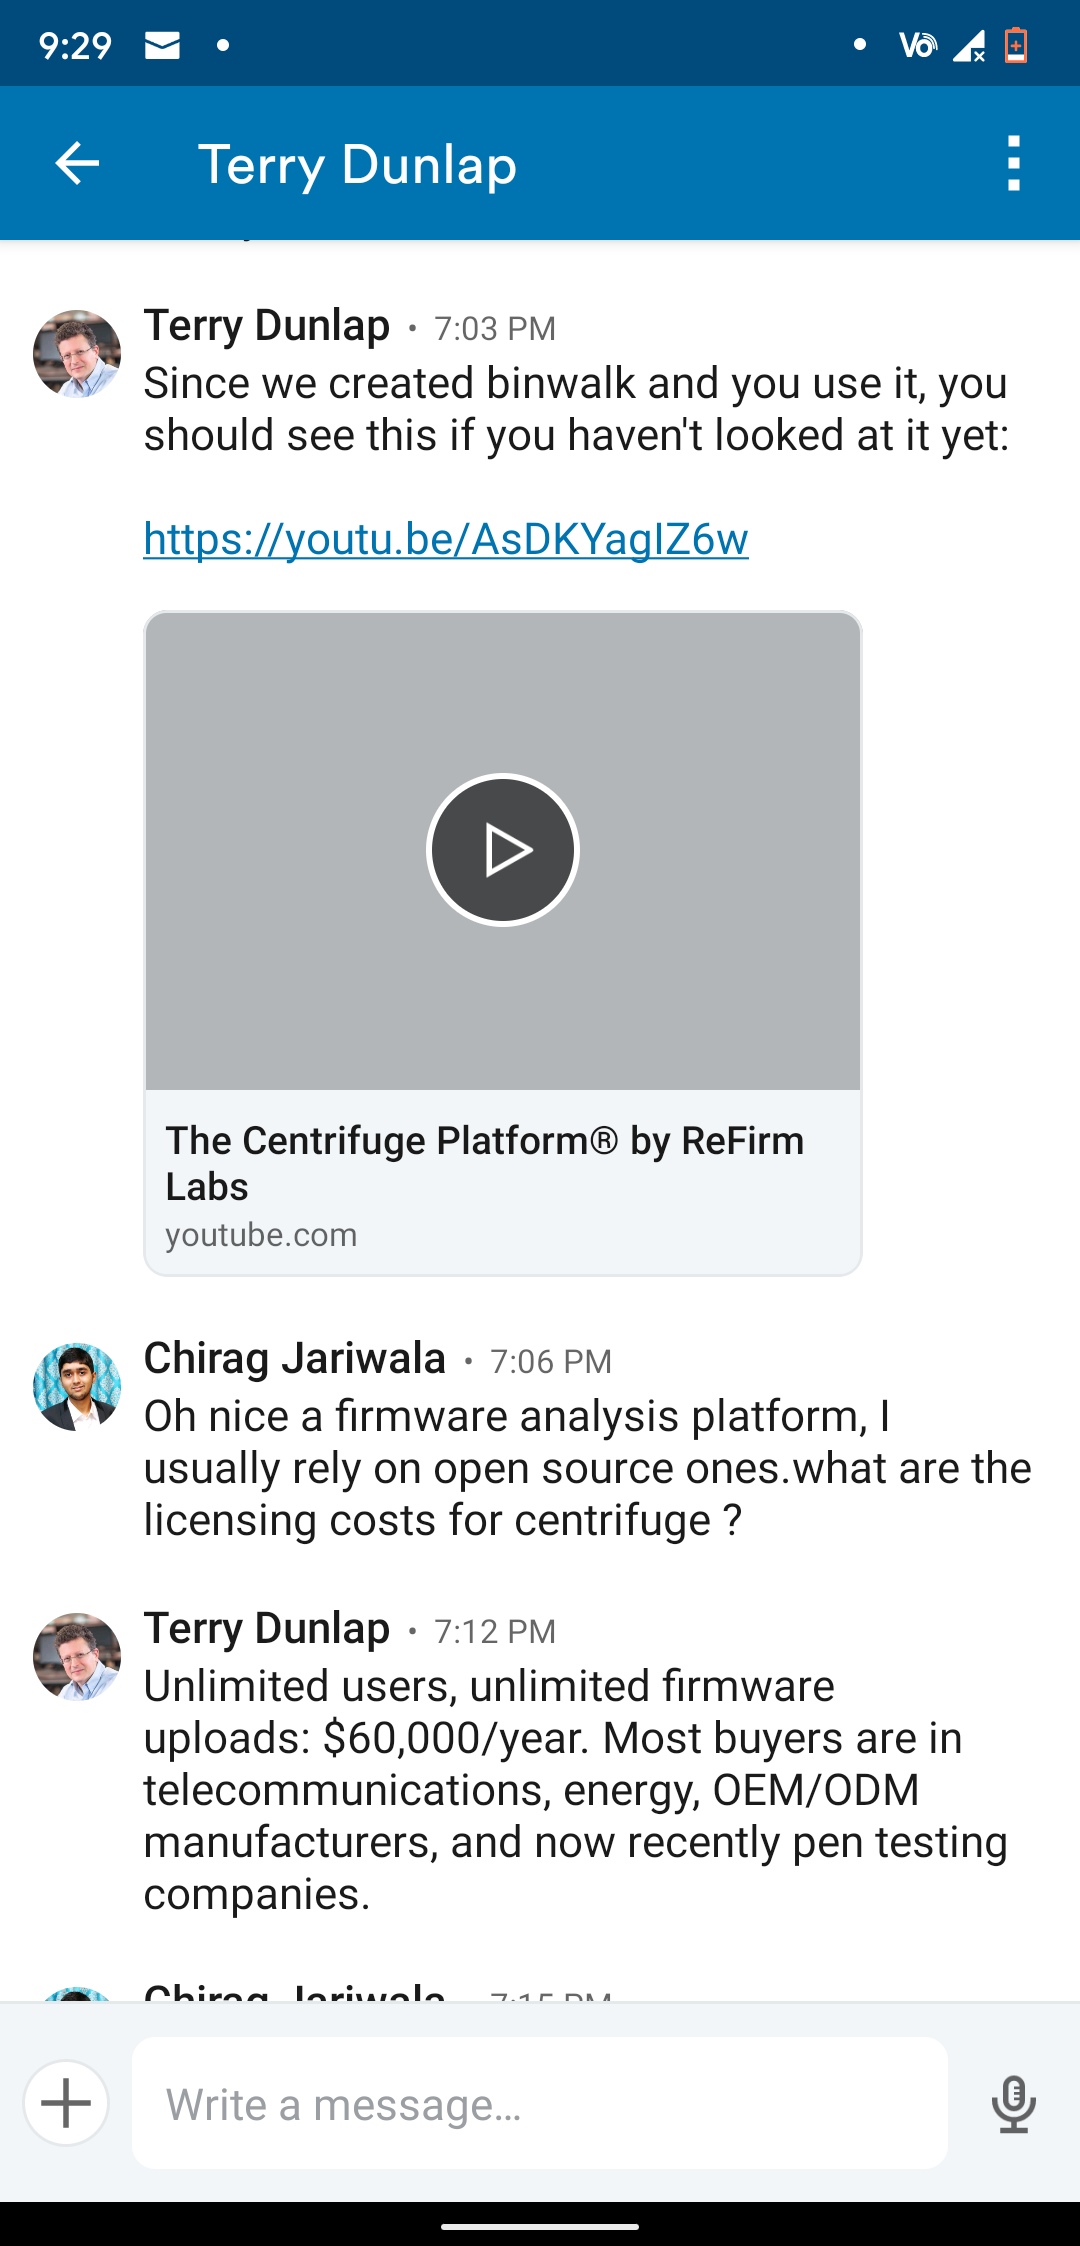 9:29
Vo
Terry Dunlap
Terry Dunlap • 7:03 PM
Since we created binwalk and you use it, you
should see this if you haven't looked at it yet:
https://youtu.be/AsDKYagIZ6w
The Centrifuge Platform® by ReFirm
Labs
youtube.com
Chirag Jariwala • 7:06 PM
Oh nice a firmware analysis platform, I
usually rely on open source ones.what are the
licensing costs for centrifuge ?
Terry Dunlap • 7:12 PM
Unlimited users, unlimited firmware
uploads: $60,000/year. Most buyers are in
telecommunications, energy, OEM/ODM
manufacturers, and now recently pen testing
companies.
Chirag Jariwala • 7:15 PM
Write a message...